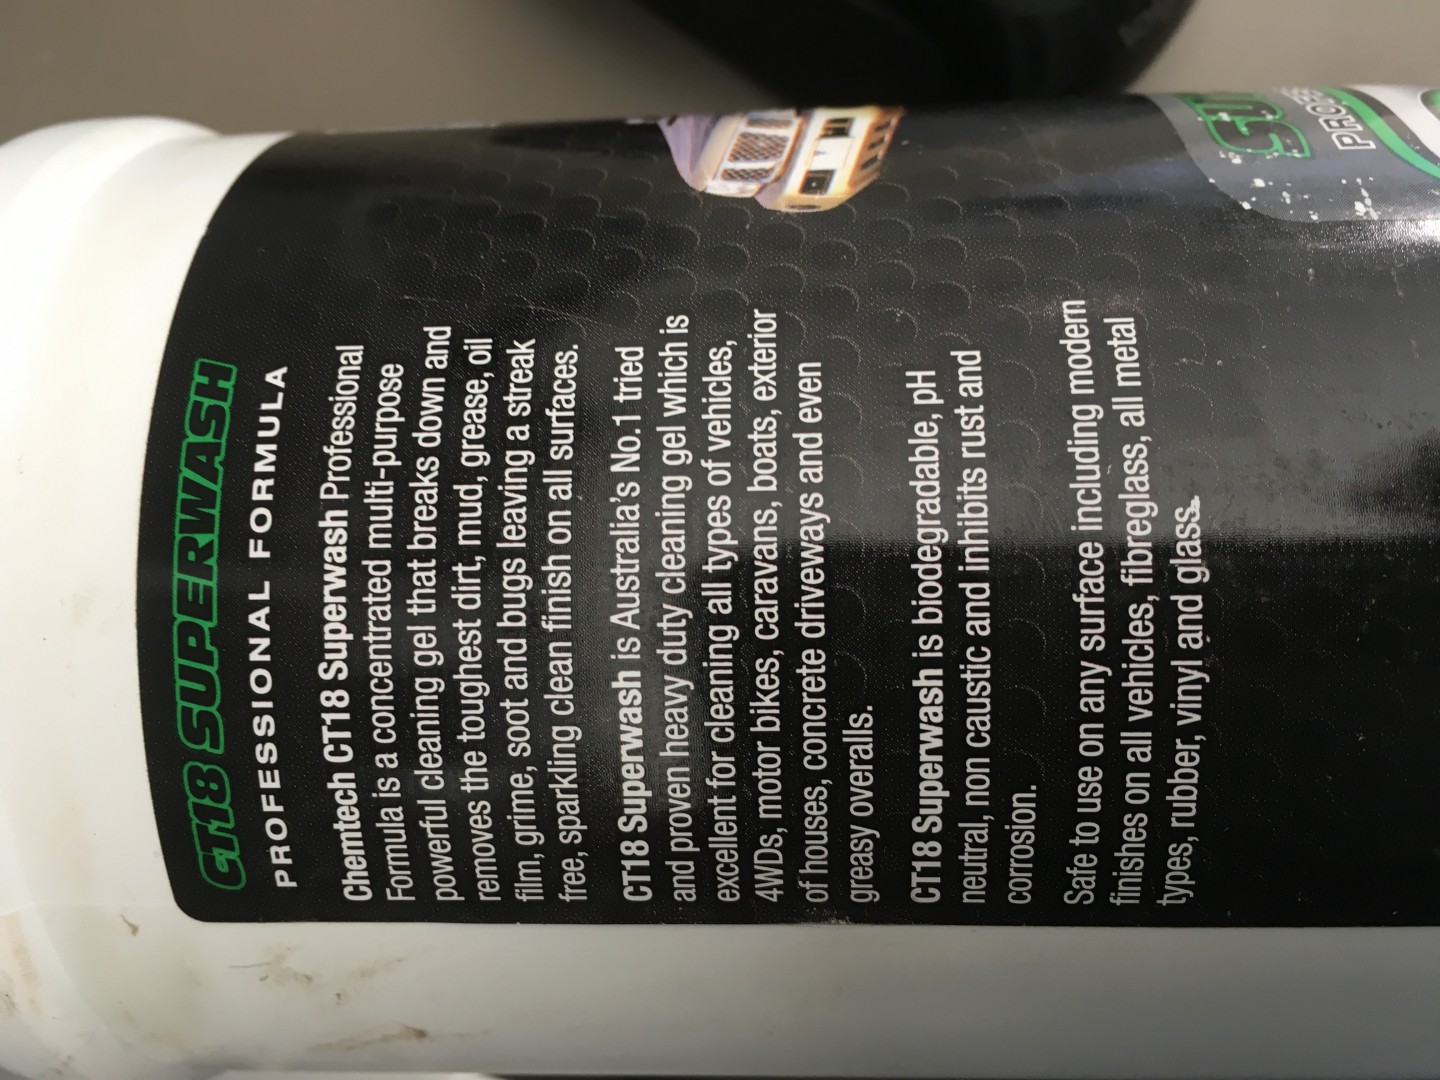 CT18 SUPERWASH
PROFESSIONAL FORMULA
Chemtech CT18 Superwash Professional
Formula is a concentrated multi-purpose
powerful cleaning gel that breaks down and
removes the toughest dirt, mud, grease, oil
film, grime, soot and bugs leaving a streak
free, sparkling clean finish on all surfaces.
CT18 Superwash is Australia's No.1 tried
and proven heavy duty cleaning gel which is
excellent for cleaning all types of vehicles,
4WDs, motor bikes, caravans, boats, exterior
of houses, concrete driveways and even
greasy overalls.
CT18 Superwash is biodegradable, pH
neutral, non caustic and inhibits rust and
corrosion.
Safe to use on any surface including modern
finishes on all vehicles, fibreglass, all metal
types, rubber, vinyl and glass.